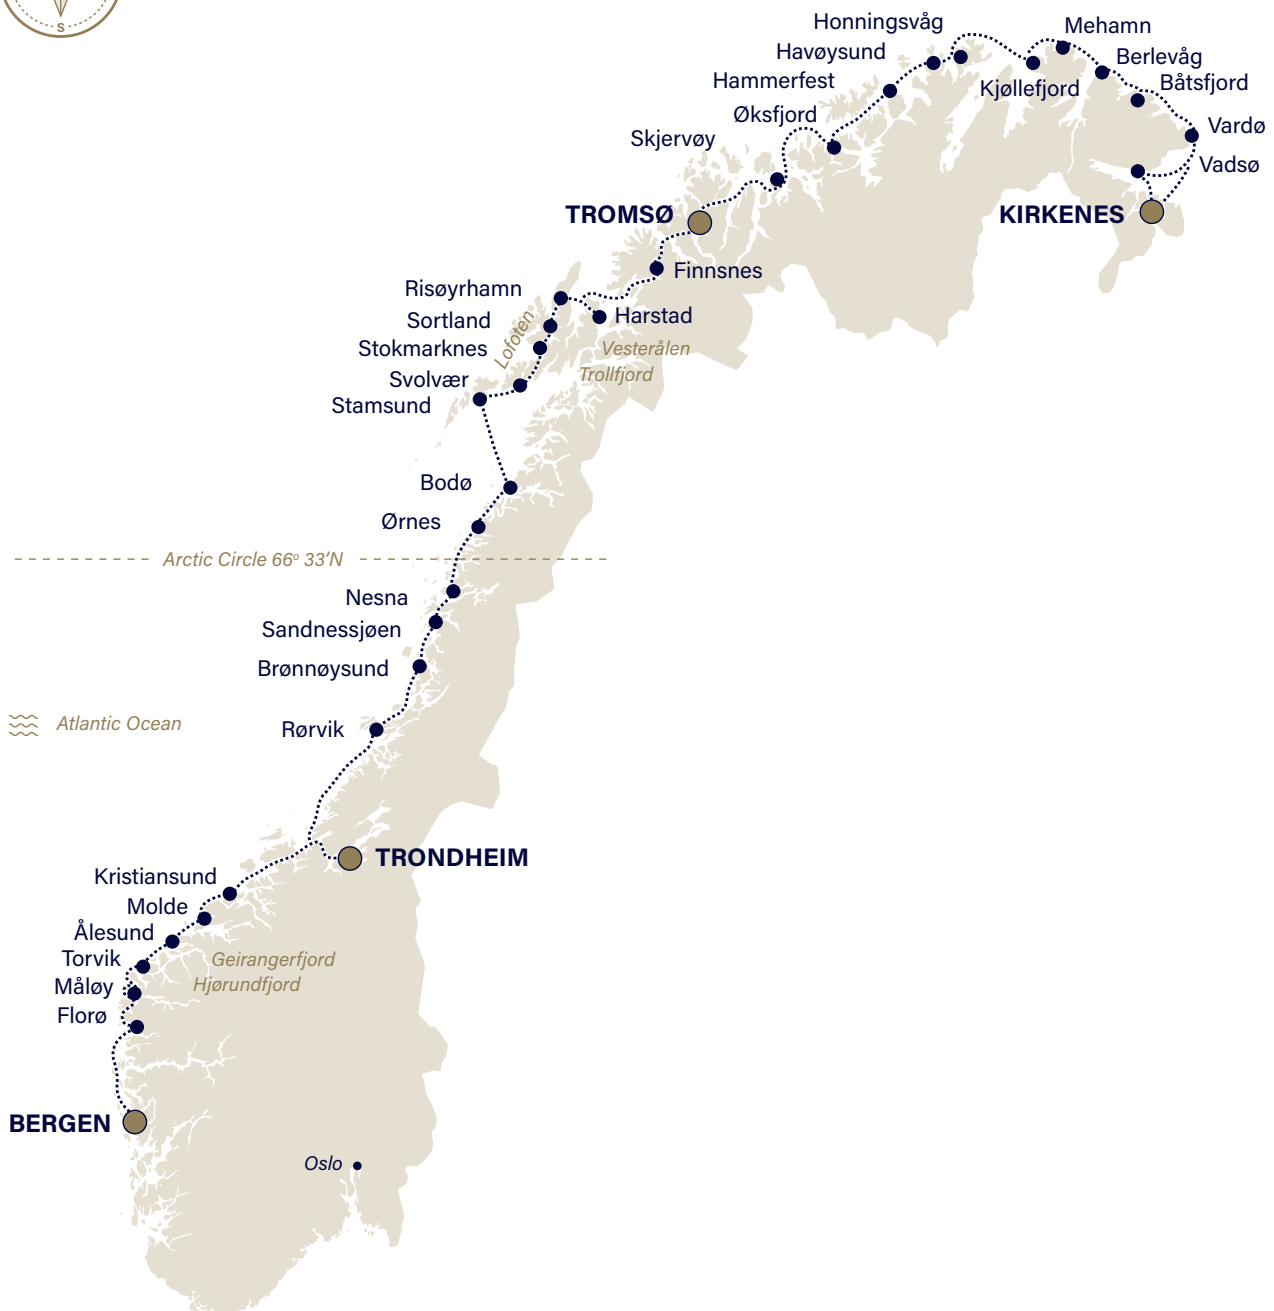 S
Honningsvåg
Mehamn
Havøysund
Berlevåg
Hammerfest
Kjøllefjord
Båtsfjord
Øksfjord
Vardø
Skjervøy
Vadsø
TROMSØ
KIRKENES
Finnsnes
Risøyrhamn
Harstad
Sortland
Lofoten
Stokmarknes
Vesterålen
Trollfjord
Svolvær
Stamsund
Bodø
Ørnes
Arctic Circle 66º 33’N
Nesna
Sandnessjøen
Brønnøysund
Atlantic Ocean
Rørvik
TRONDHEIM
Kristiansund
Molde
Ålesund
Torvik
Geirangerfjord
Måløy
Hjørundfjord
Florø
BERGEN
Oslo